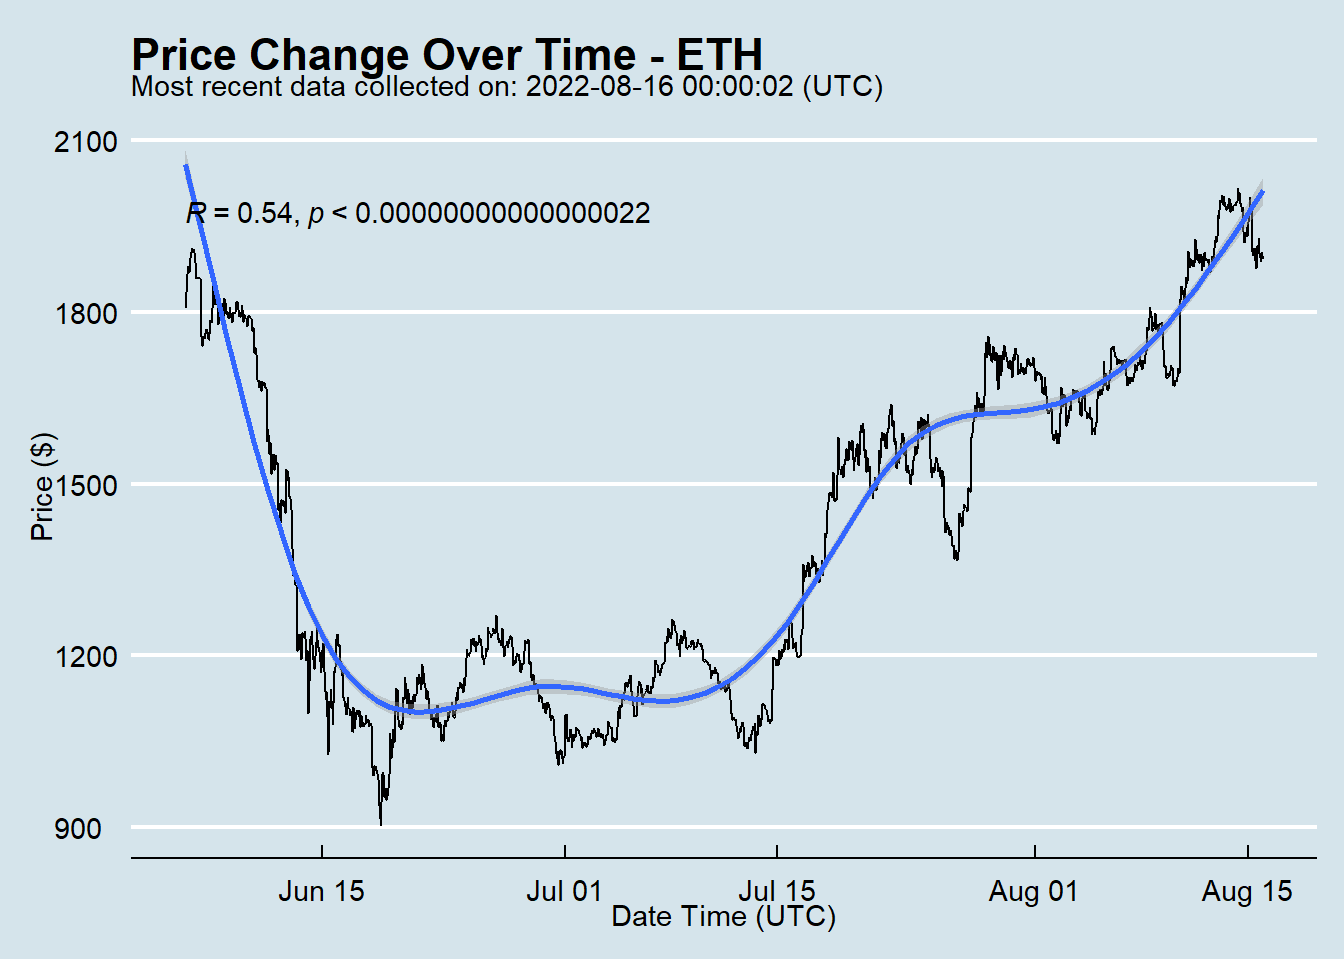 Price Change Over Time - ETH
Most recent data collected on: 2022-08-16 00:00:02 (UTC)
R = 0.54, p < 0.00000000000000022
2100
1800
1500
1200
900
Price ($)
Jun 15
Jul 01
Jul 15
Aug 01
Aug 15
Date Time (UTC)